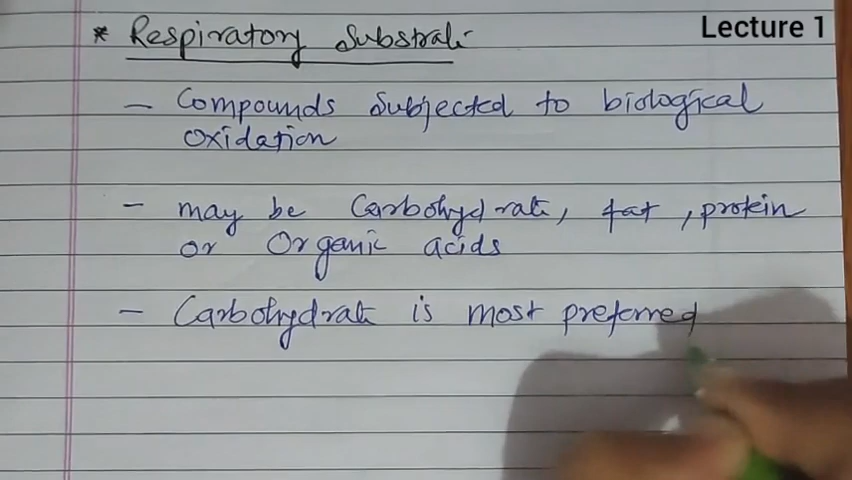 Lecture 1
* Respiratory Substrate
- Compounds subjected to biological
oxidation
- may be Carbohydrate, fat, protein
or Organic acids
- Carbohydrate is most preferred